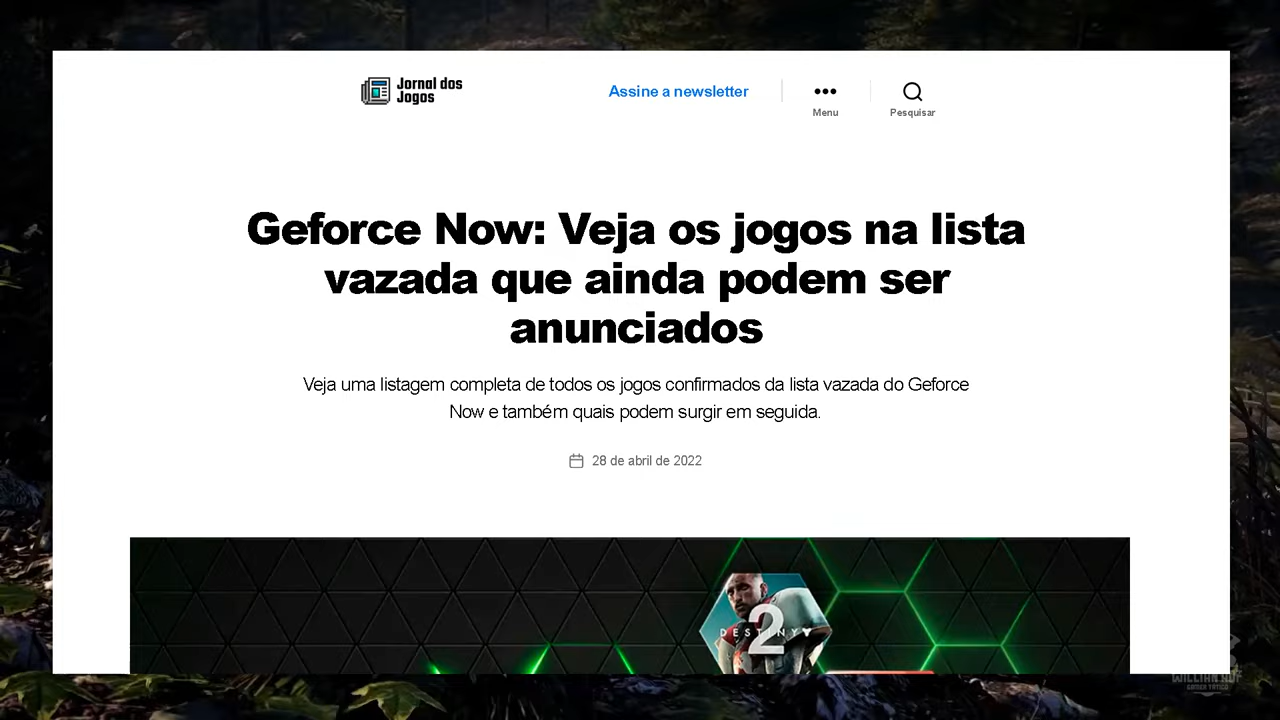 Jornal dos
Jogos
Assine a newsletter
Menu
Pesquisar
Geforce Now: Veja os jogos na lista
vazada que ainda podem ser
anunciados
Veja uma listagem completa de todos os jogos confirmados da lista vazada do Geforce
Now e também quais podem surgir em seguida.
28 de abril de 2022
DESTINY
2
GAMER TÁTICO